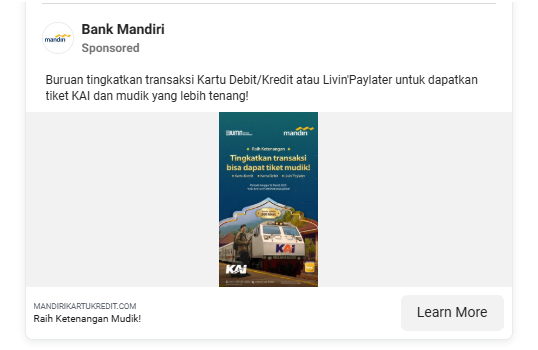 Bank Mandiri
Sponsored
Buruan tingkatkan transaksi Kartu Debit/Kredit atau Livin'Paylater untuk dapatkan
tiket KAI dan mudik yang lebih tenang!
mandiri
BUMN
mandiri
Raih Ketenangan
Tingkatkan transaksi
bisa dapat tiket mudik!
Kartu Kredit Kartu Debit Livin'Paylater
KAI
KAI
MANDIRIKARTUKREDIT.COM
Raih Ketenangan Mudik!
Learn More